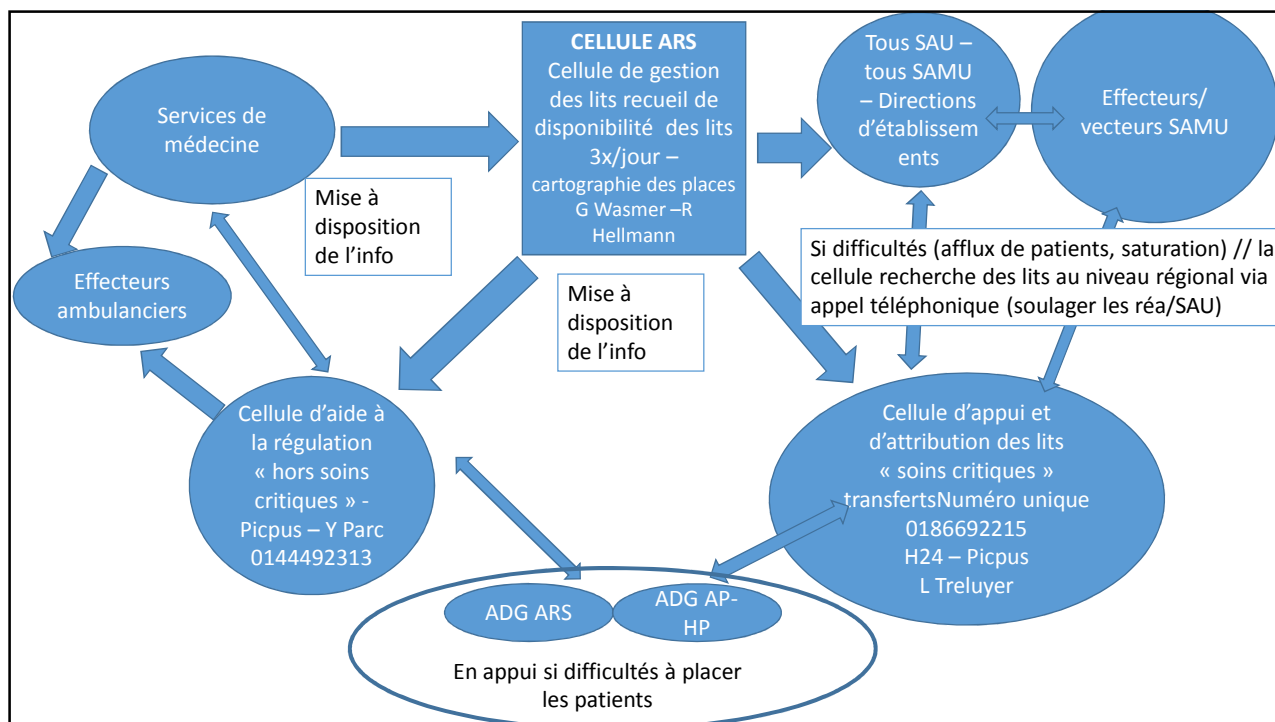 CELLULE ARS
Cellule de gestion
des lits recueil de
disponibilité des lits
3x/jour –
cartographie des places
G Wasmer –R
Hellmann
Tous SAU –
tous SAMU
– Directions
d'établissem
ents
Effecteurs/
vecteurs SAMU
Services de
médecine
Mise à
disposition
de l'info
Effecteurs
ambulanciers
Mise à
disposition
de l'info
Si difficultés (afflux de patients, saturation) // la
cellule recherche des lits au niveau régional via
appel téléphonique (soulager les réa/SAU)
Cellule d'aide à
la régulation
« hors soins
critiques » -
Picpus – Y Parc
0144492313
Cellule d'appui et
d'attribution des lits
« soins critiques »
transfertsNuméro unique
0186692215
H24 – Picpus
L Treluyer
ADG ARS
ADG AP-
HP
En appui si difficultés à placer
les patients